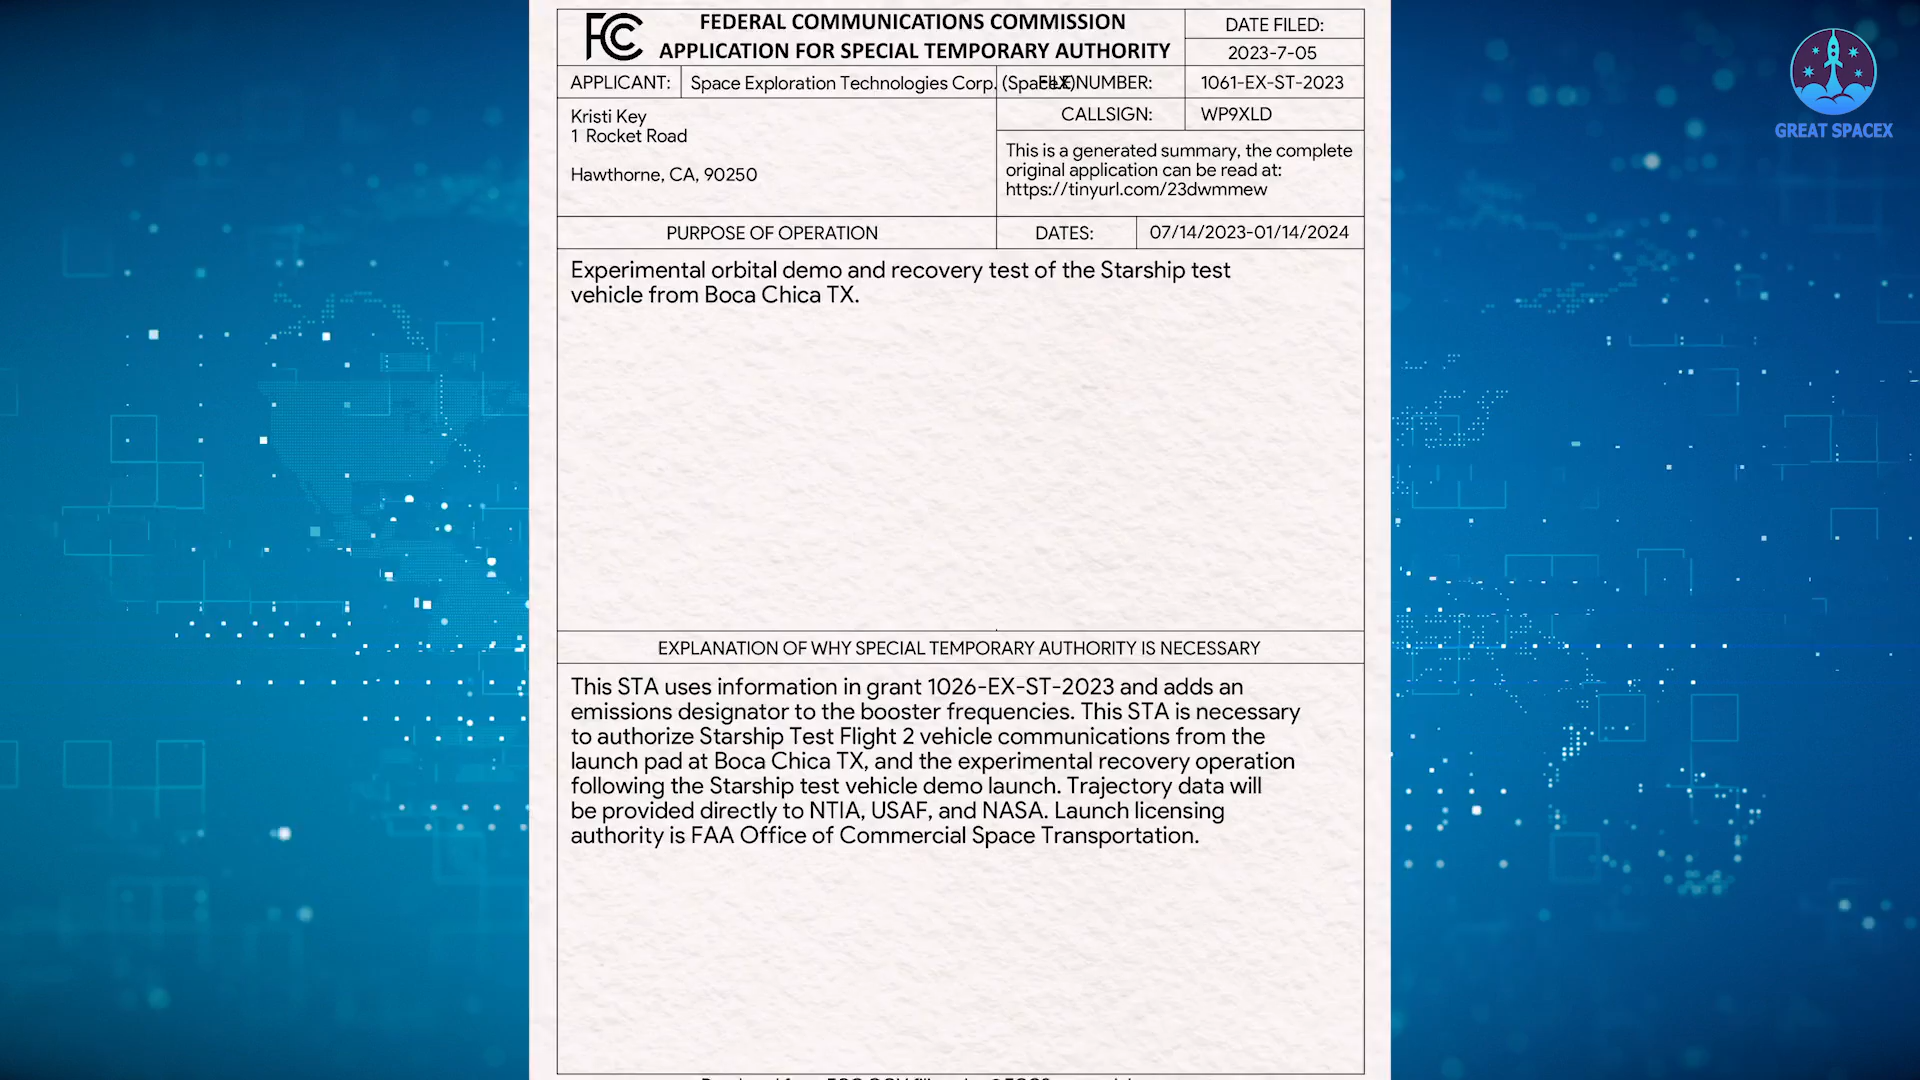 FCC
FEDERAL COMMUNICATIONS COMMISSION
APPLICATION FOR SPECIAL TEMPORARY AUTHORITY
DATE FILED:
2023-7-05
APPLICANT: Space Exploration Technologies Corp. (SpaceX)
FILE NUMBER: 1061-EX-ST-2023
Kristi Key
1 Rocket Road
Hawthorne, CA, 90250
CALLSIGN: WP9XLD
This is a generated summary, the complete
original application can be read at:
https://tinyurl.com/23dwmmew
PURPOSE OF OPERATION
DATES: 07/14/2023-01/14/2024
Experimental orbital demo and recovery test of the Starship test
vehicle from Boca Chica TX.
EXPLANATION OF WHY SPECIAL TEMPORARY AUTHORITY IS NECESSARY
This STA uses information in grant 1026-EX-ST-2023 and adds an
emissions designator to the booster frequencies. This STA is necessary
to authorize Starship Test Flight 2 vehicle communications from the
launch pad at Boca Chica TX, and the experimental recovery operation
following the Starship test vehicle demo launch. Trajectory data will
be provided directly to NTIA, USAF, and NASA. Launch licensing
authority is FAA Office of Commercial Space Transportation.
GREAT SPACEX